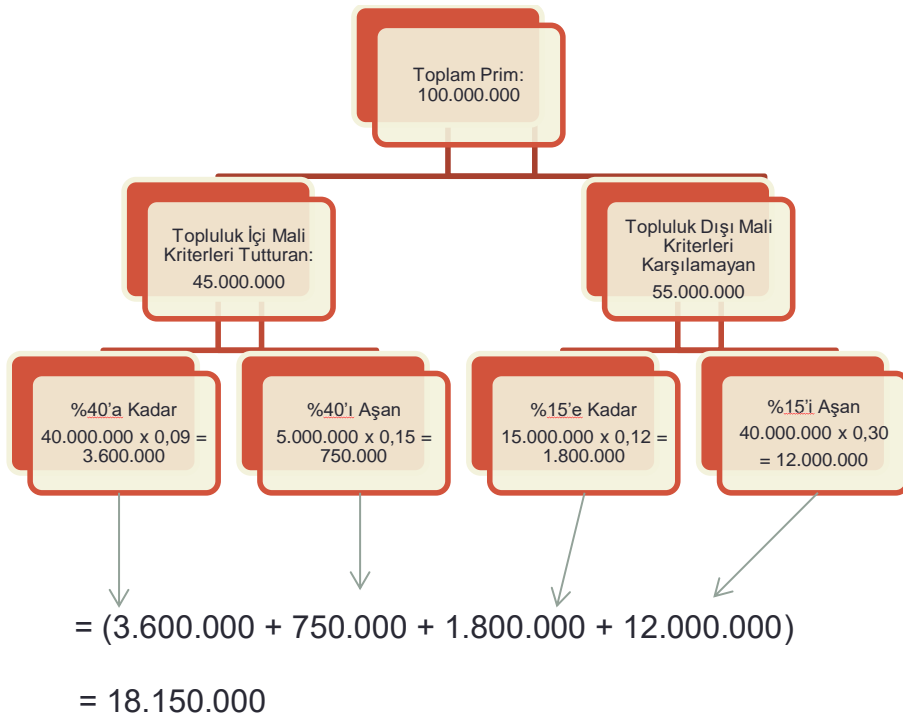 Toplam Prim:
100.000.000
Topluluk İçi Mali
Kriterleri Tutturan:
45.000.000
Topluluk Dışı Mali
Kriterleri
Karşılamayan
55.000.000
%40’a Kadar
40.000.000 x 0,09 =
3.600.000
%40’ı Aşan
5.000.000 x 0,15 =
750.000
%15’e Kadar
15.000.000 x 0,12 =
1.800.000
%15’i Aşan
40.000.000 x 0,30
= 12.000.000
= (3.600.000 + 750.000 + 1.800.000 + 12.000.000)
= 18.150.000